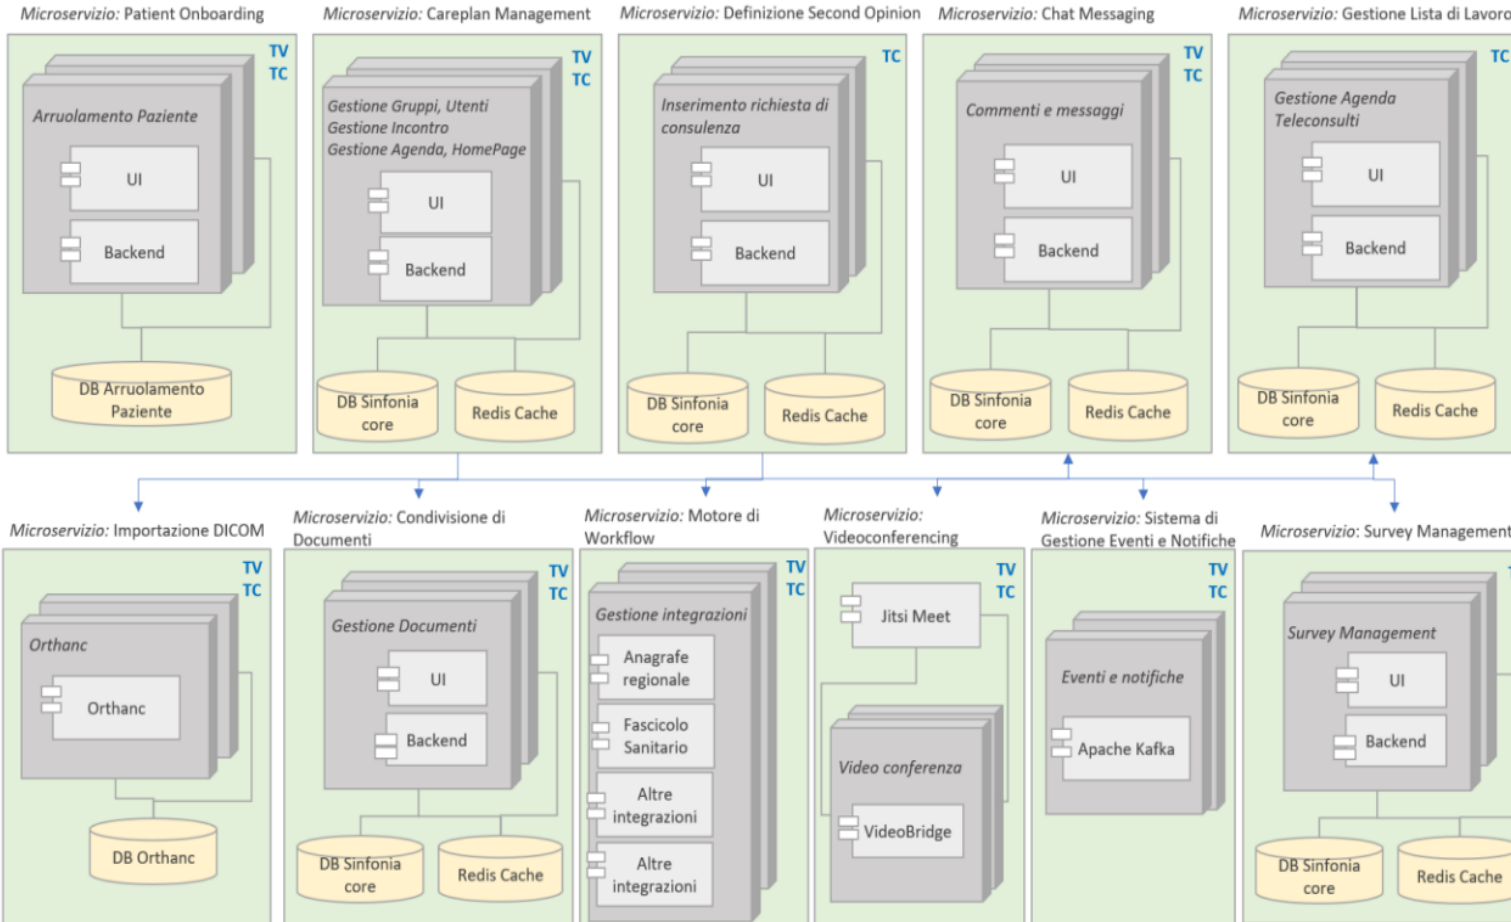 Microservizio: Patient Onboarding
TV
TC
Arruolamento Paziente
UI
Backend
DB Arruolamento
Paziente
Microservizio: Careplan Management
TV
TC
Gestione Gruppi, Utenti
Gestione Incontro
Gestione Agenda, HomePage
UI
Backend
DB Sinfonia
core
Redis Cache
Microservizio: Definizione Second Opinion
TC
Inserimento richiesta di
consulenza
UI
Backend
DB Sinfonia
core
Redis Cache
Microservizio: Chat Messaging
TV
TC
Commenti e messaggi
UI
Backend
DB Sinfonia
core
Redis Cache
Microservizio: Gestione Lista di Lavoro
TC
Gestione Agenda
Teleconsulti
UI
Backend
DB Sinfonia
core
Redis Cache
Microservizio: Importazione DICOM
TV
TC
Orthanc
Orthanc
DB Orthanc
Microservizio: Condivisione di
Documenti
TV
TC
Gestione Documenti
UI
Backend
DB Sinfonia
core
Redis Cache
Microservizio: Motore di
Workflow
TV
TC
Gestione integrazioni
Anagrafe
regionale
Fascicolo
Sanitario
Altre
integrazioni
Altre
integrazioni
Microservizio:
Videoconferencing
TV
TC
Jitsi Meet
Video conferenza
VideoBridge
Microservizio: Sistema di
Gestione Eventi e Notifiche
TV
TC
Eventi e notifiche
Apache Kafka
Microservizio: Survey Management
Survey Management
UI
Backend
DB Sinfonia
core
Redis Cache